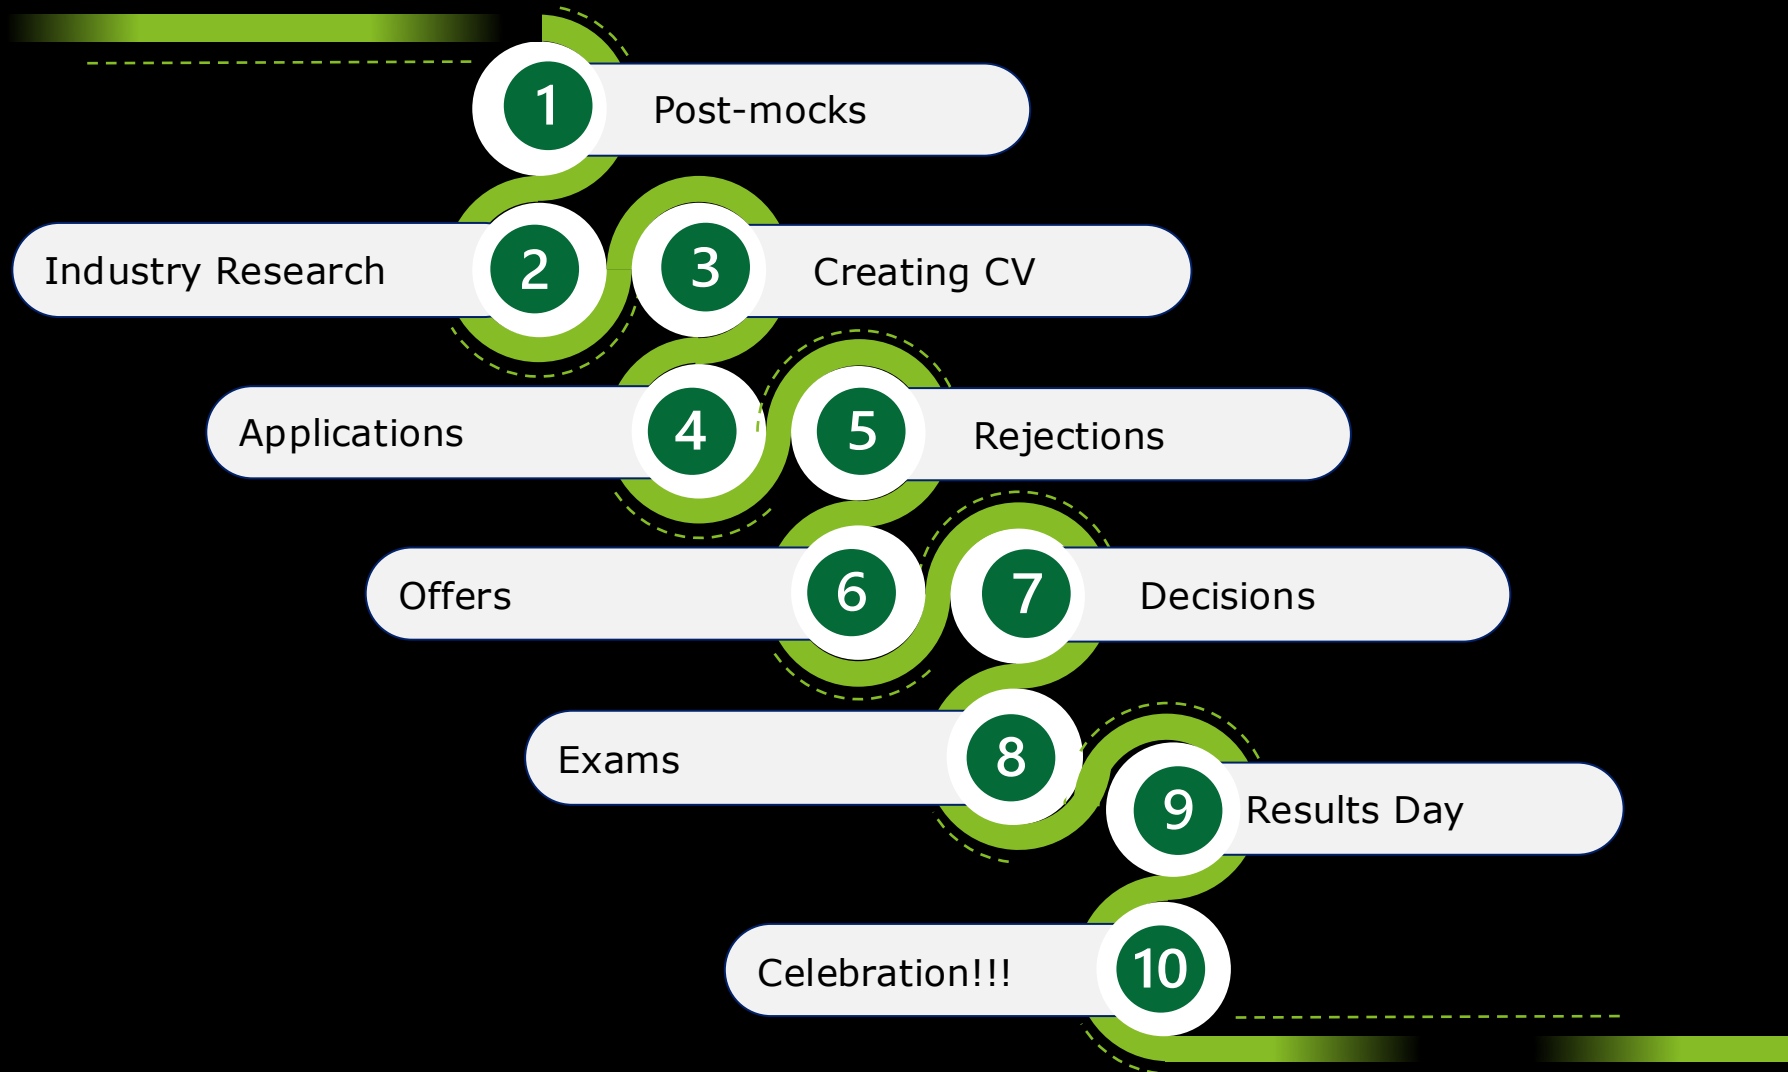 1 Post-mocks
Industry Research 2
3 Creating CV
Applications 4
5 Rejections
Offers 6
7 Decisions
Exams 8
9 Results Day
Celebration!!! 10